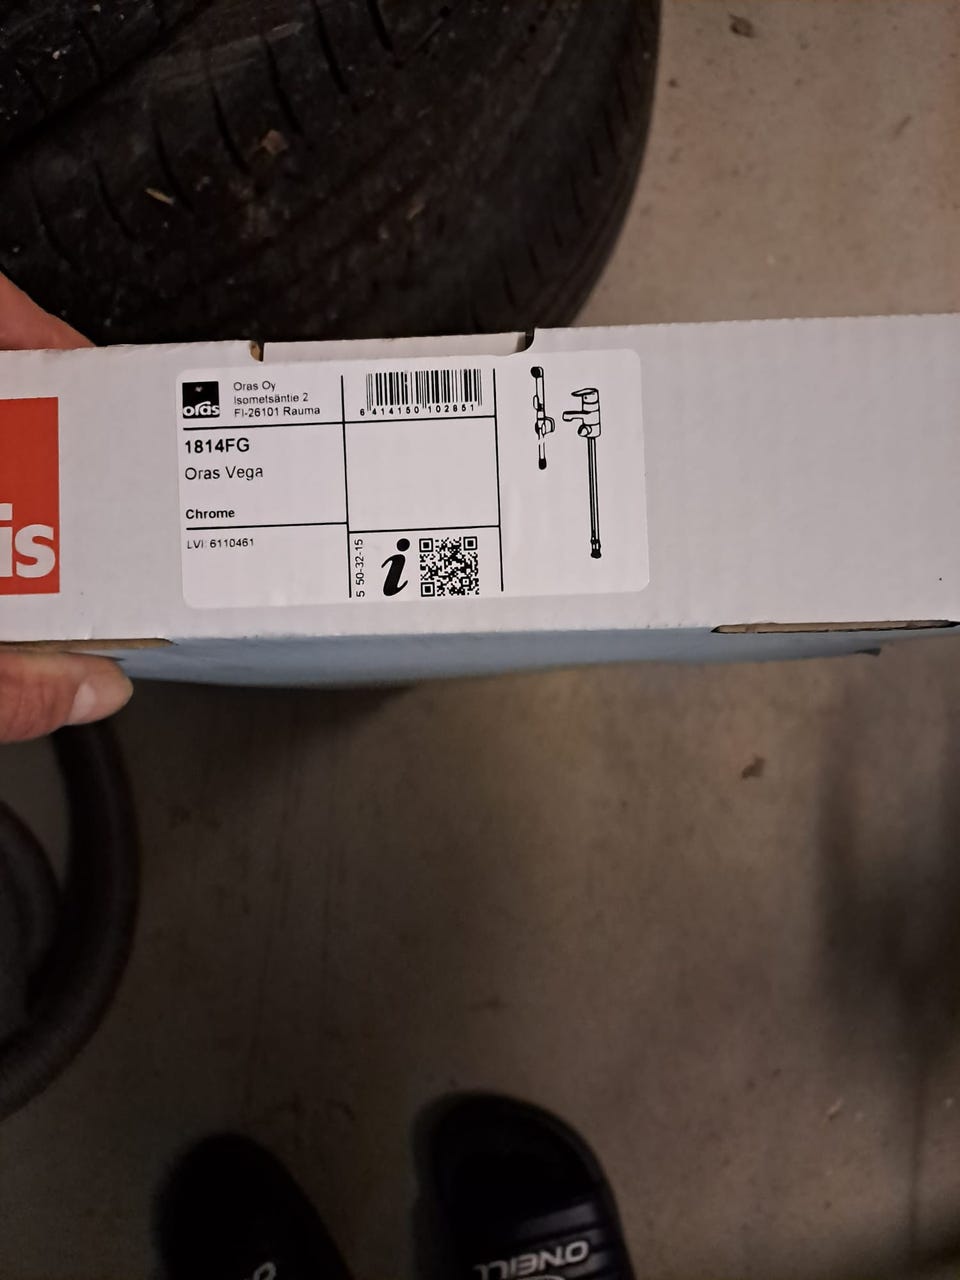 oras
Oras Oy
Isometsäntie 2
FI-26101 Rauma
6 414150 102851
1814FG
Oras Vega
Chrome
LVI: 6110461
5 50-32-15
i
is
O'NEILL